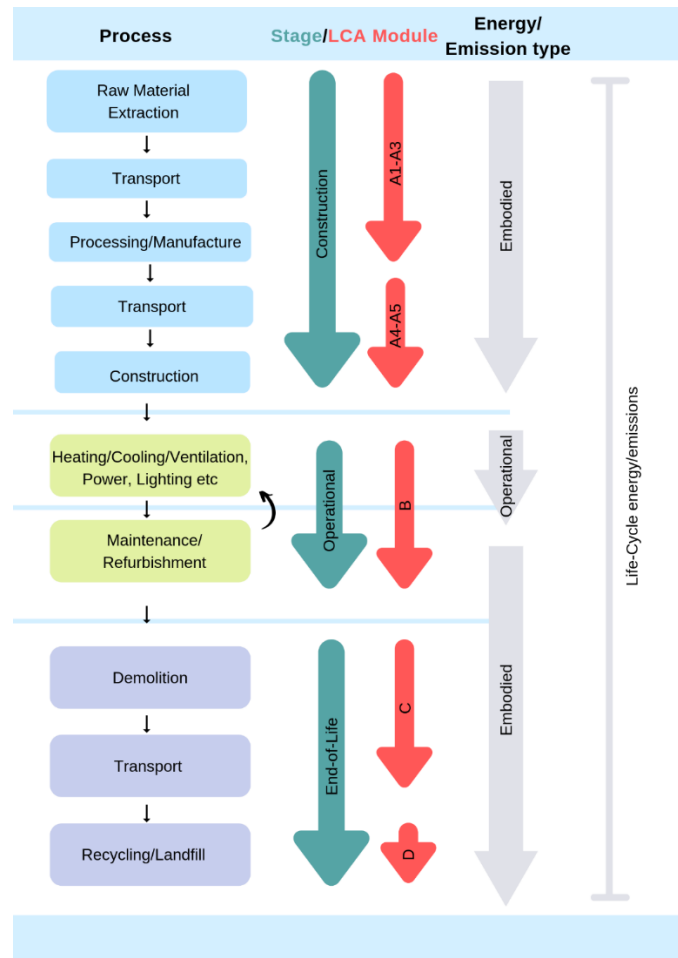 Process
Stage/LCA Module
Energy/
Emission type
Raw Material
Extraction
Transport
Processing/Manufacture
Transport
Construction
Construction
A1-A3
A4-A5
Embodied
Heating/Cooling/Ventilation,
Power, Lighting etc
Maintenance/
Refurbishment
Operational
B
Operational
Demolition
Transport
Recycling/Landfill
End-of-Life
C
D
Embodied
Life-Cycle energy/emissions